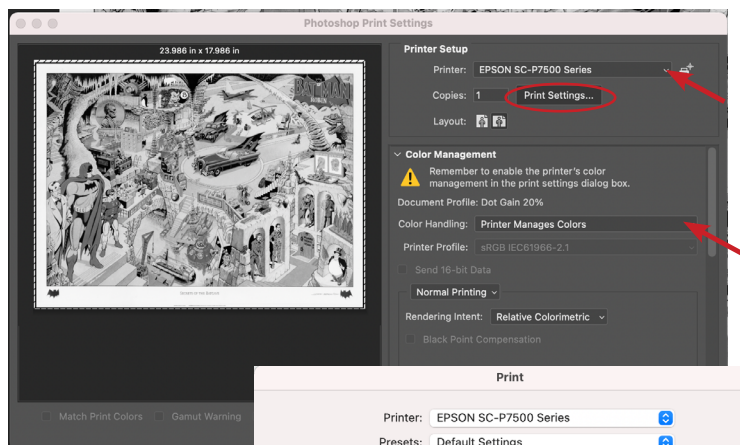 Photoshop Print Settings
23.986 in x 17.986 in
BATMAN
Printer Setup
Printer: EPSON SC-P7500 Series
Copies: 1 Print Settings...
Layout:
Color Management
Remember to enable the printer's color
management in the print settings dialog box.
Document Profile: Dot Gain 20%
Color Handling: Printer Manages Colors
Printer Profile: sRGB IEC61966-2.1
Send 16-bit Data
Normal Printing
Rendering Intent: Relative Colorimetric
Black Point Compensation
Match Print Colors Gamut Warning
Print
Printer: EPSON SC-P7500 Series
Presets: Default Settings